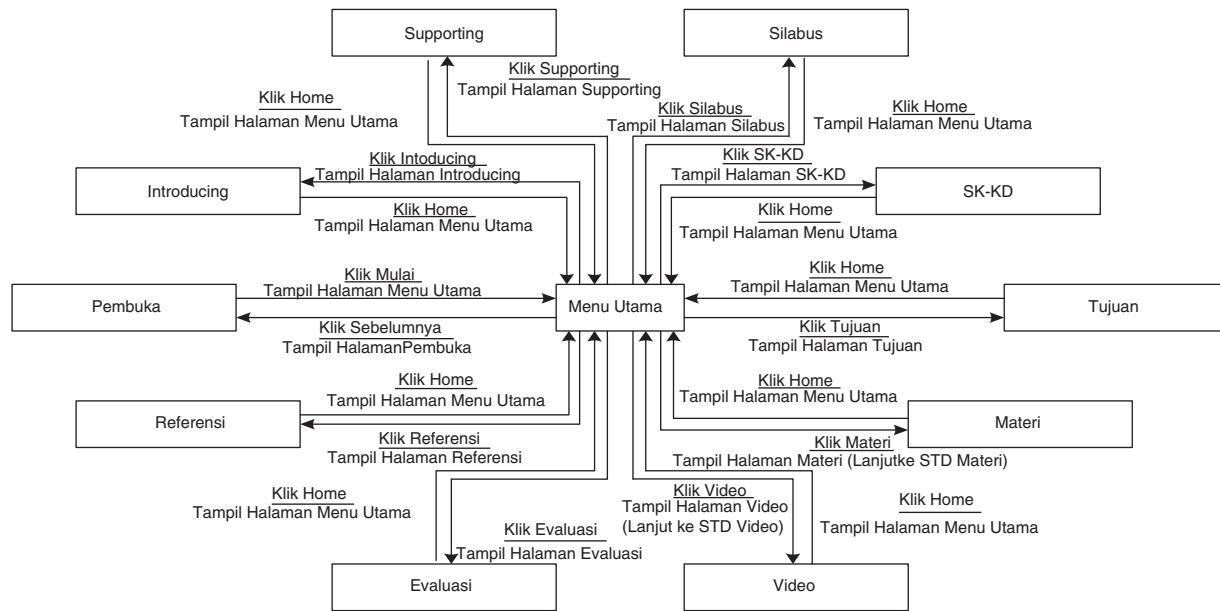 Supporting
Silabus
Klik Supporting
Tampil Halaman Supporting
Klik Home
Tampil Halaman Menu Utama
Klik Silabus
Tampil Halaman Silabus
Klik Home
Tampil Halaman Menu Utama
Klik Intoducing
Tampil Halaman Introducing
Klik SK-KD
Tampil Halaman SK-KD
Introducing
SK-KD
Klik Home
Tampil Halaman Menu Utama
Klik Home
Tampil Halaman Menu Utama
Klik Mulai
Tampil Halaman Menu Utama
Klik Home
Tampil Halaman Menu Utama
Pembuka
Menu Utama
Tujuan
Klik Sebelumnya
Tampil HalamanPembuka
Klik Tujuan
Tampil Halaman Tujuan
Klik Home
Tampil Halaman Menu Utama
Klik Home
Tampil Halaman Menu Utama
Referensi
Materi
Klik Referensi
Tampil Halaman Referensi
Klik Materi
Tampil Halaman Materi (Lanjutke STD Materi)
Klik Home
Tampil Halaman Menu Utama
Klik Video
Tampil Halaman Video
(Lanjut ke STD Video)
Klik Home
Tampil Halaman Menu Utama
Klik Evaluasi
Tampil Halaman Evaluasi
Evaluasi
Video